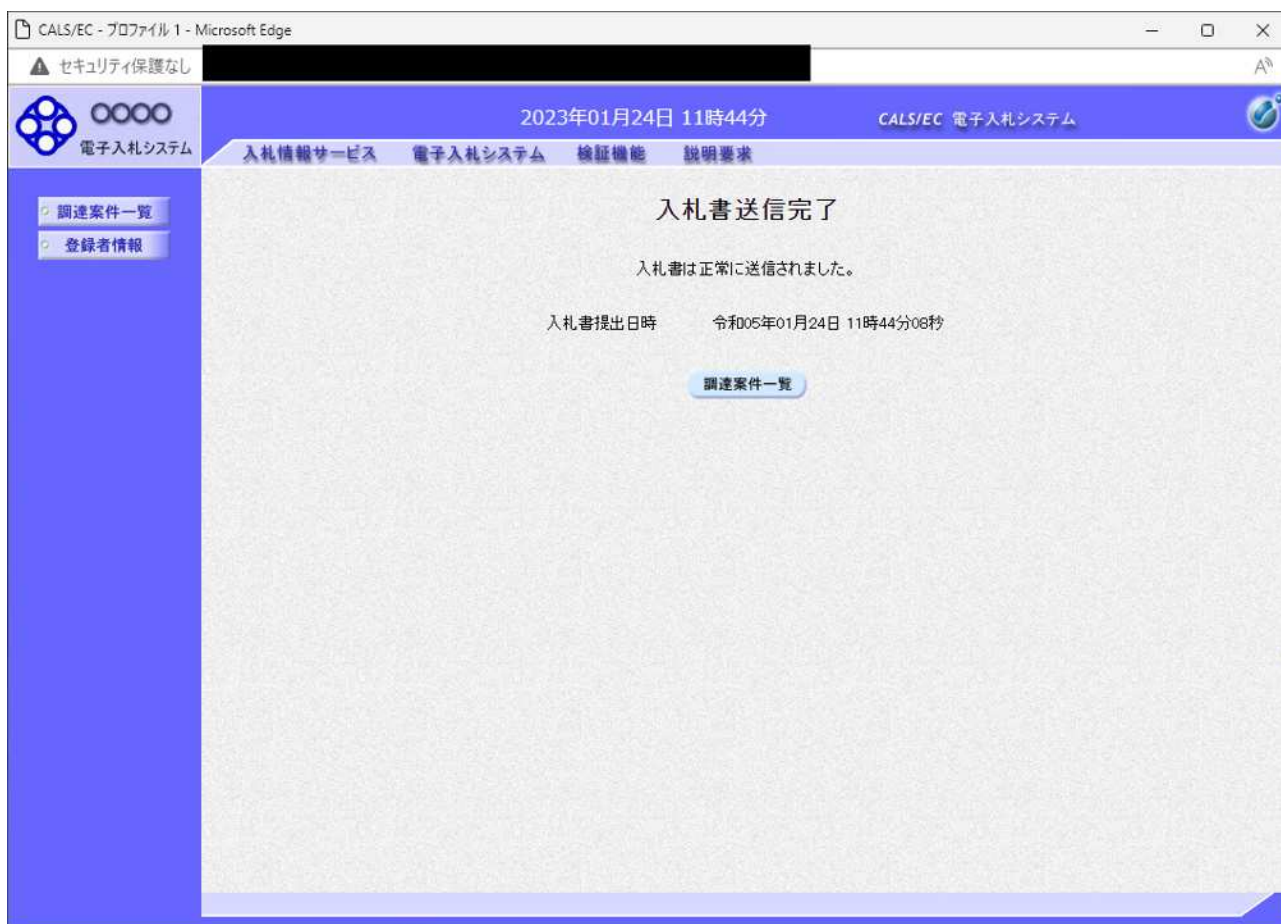 CALS/EC - プロファイル 1 - Microsoft Edge
セキュリティ保護なし
○○○○
電子入札システム
2023年01月24日 11時44分
CALS/EC 電子入札システム
入札情報サービス 電子入札システム 検証機能 説明要求
調達案件一覧
登録者情報
入札書送信完了
入札書は正常に送信されました。
入札書提出日時 令和05年01月24日 11時44分08秒
調達案件一覧